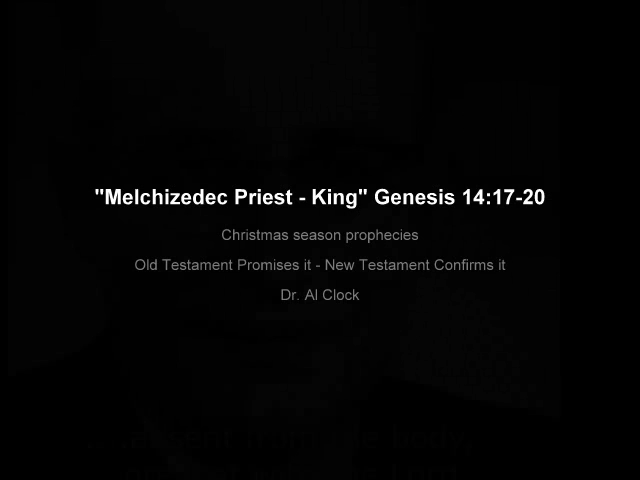 "Melchizedec Priest - King" Genesis 14:17-20
Christmas season prophecies
Old Testament Promises it - New Testament Confirms it
Dr. Al Clock
body,